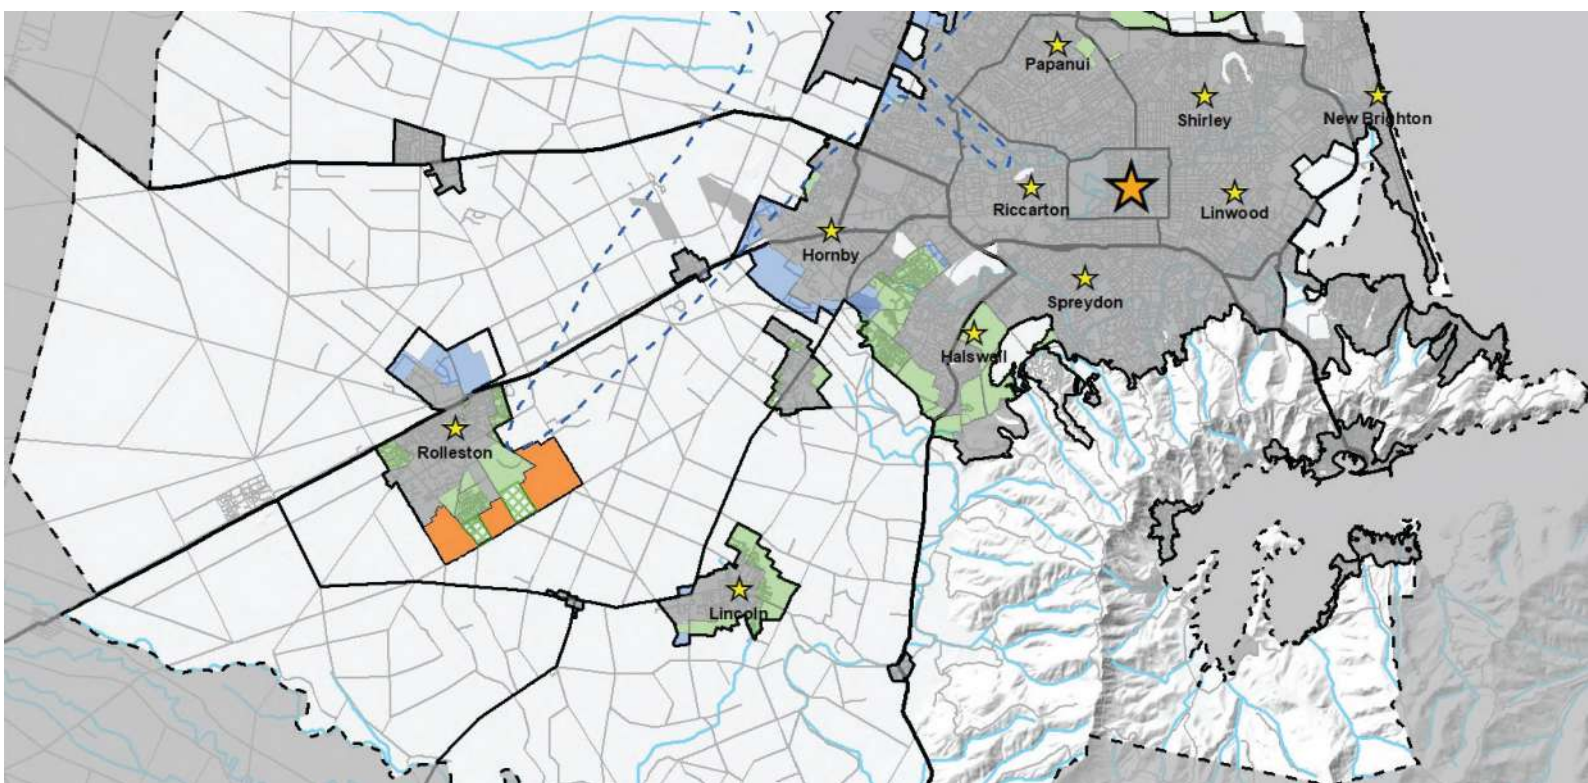 Papanui
Shirley
New Brighton
Riccarton
Linwood
Hornby
Spreydon
Halswell
Rolleston
Lincoln